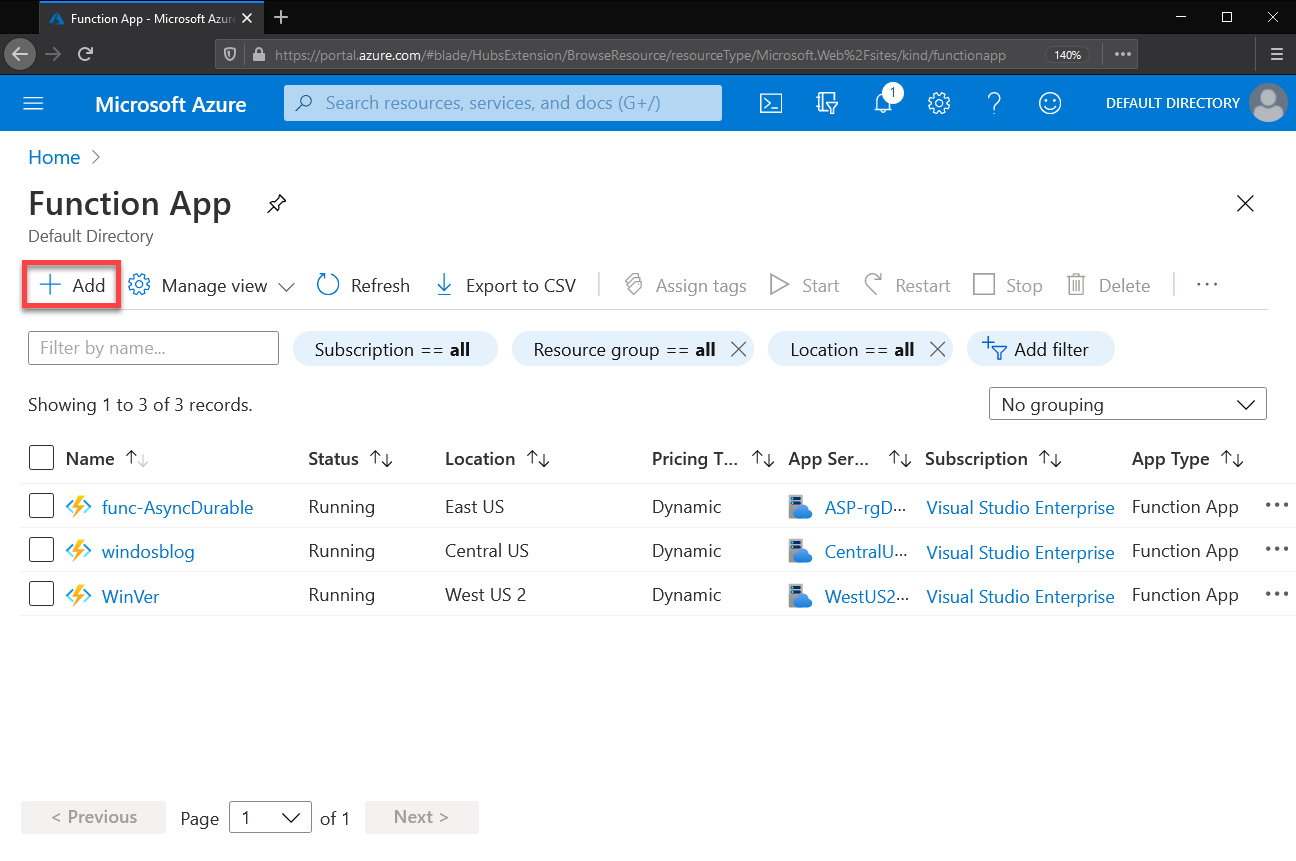 Function App - Microsoft Azure
https://portal.azure.com/#blade/HubsExtension/BrowseResource/resourceType/Microsoft.Web%2Fsites/kind/functionapp 140%
Microsoft Azure Search resources, services, and docs (G+/) 1 DEFAULT DIRECTORY
Home
Function App
Default Directory
Add Manage view Refresh Export to CSV Assign tags Start Restart Stop Delete
Filter by name... Subscription == all Resource group == all Location == all Add filter
Showing 1 to 3 of 3 records. No grouping
Name Status Location Pricing T... App Ser... Subscription App Type
func-AsyncDurable Running East US Dynamic ASP-rgD... Visual Studio Enterprise Function App
windosblog Running Central US Dynamic CentralU... Visual Studio Enterprise Function App
WinVer Running West US 2 Dynamic WestUS2... Visual Studio Enterprise Function App
< Previous Page 1 of 1 Next >